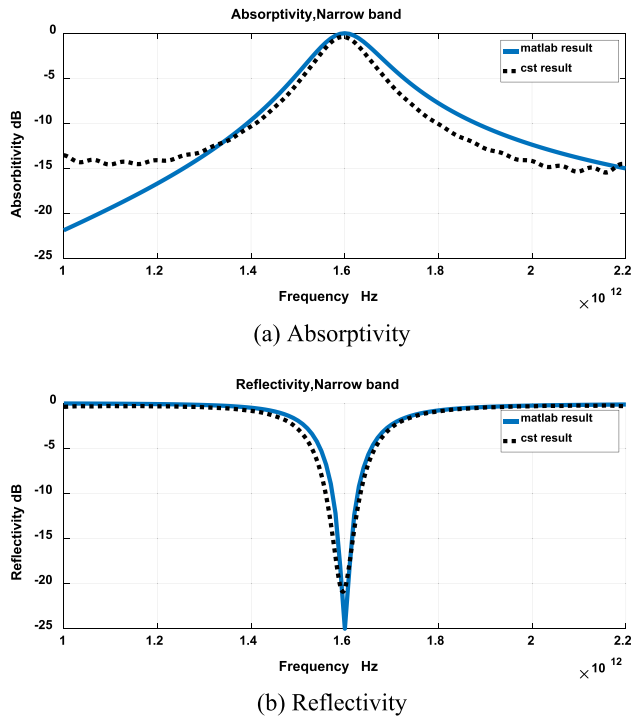 Absorptivity,Narrow band
0
-5
-10
-15
-20
-25
Absorbitivity dB
matlab result
cst result
1
1.2
1.4
1.6
1.8
2
2.2
Frequency Hz
×10 12
(a) Absorptivity
Reflectivity,Narrow band
0
-5
-10
-15
-20
-25
Reflectivity dB
matlab result
cst result
1
1.2
1.4
1.6
1.8
2
2.2
Frequency Hz
×10 12
(b) Reflectivity